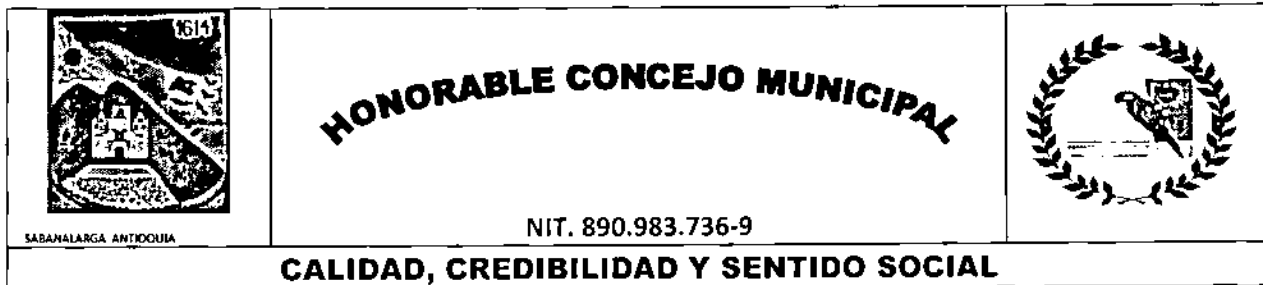 1614
HONORABLE CONCEJO MUNICIPAL
NIT. 890.983.736-9
SABANALARGA ANTIOQUIA
CALIDAD, CREDIBILIDAD Y SENTIDO SOCIAL